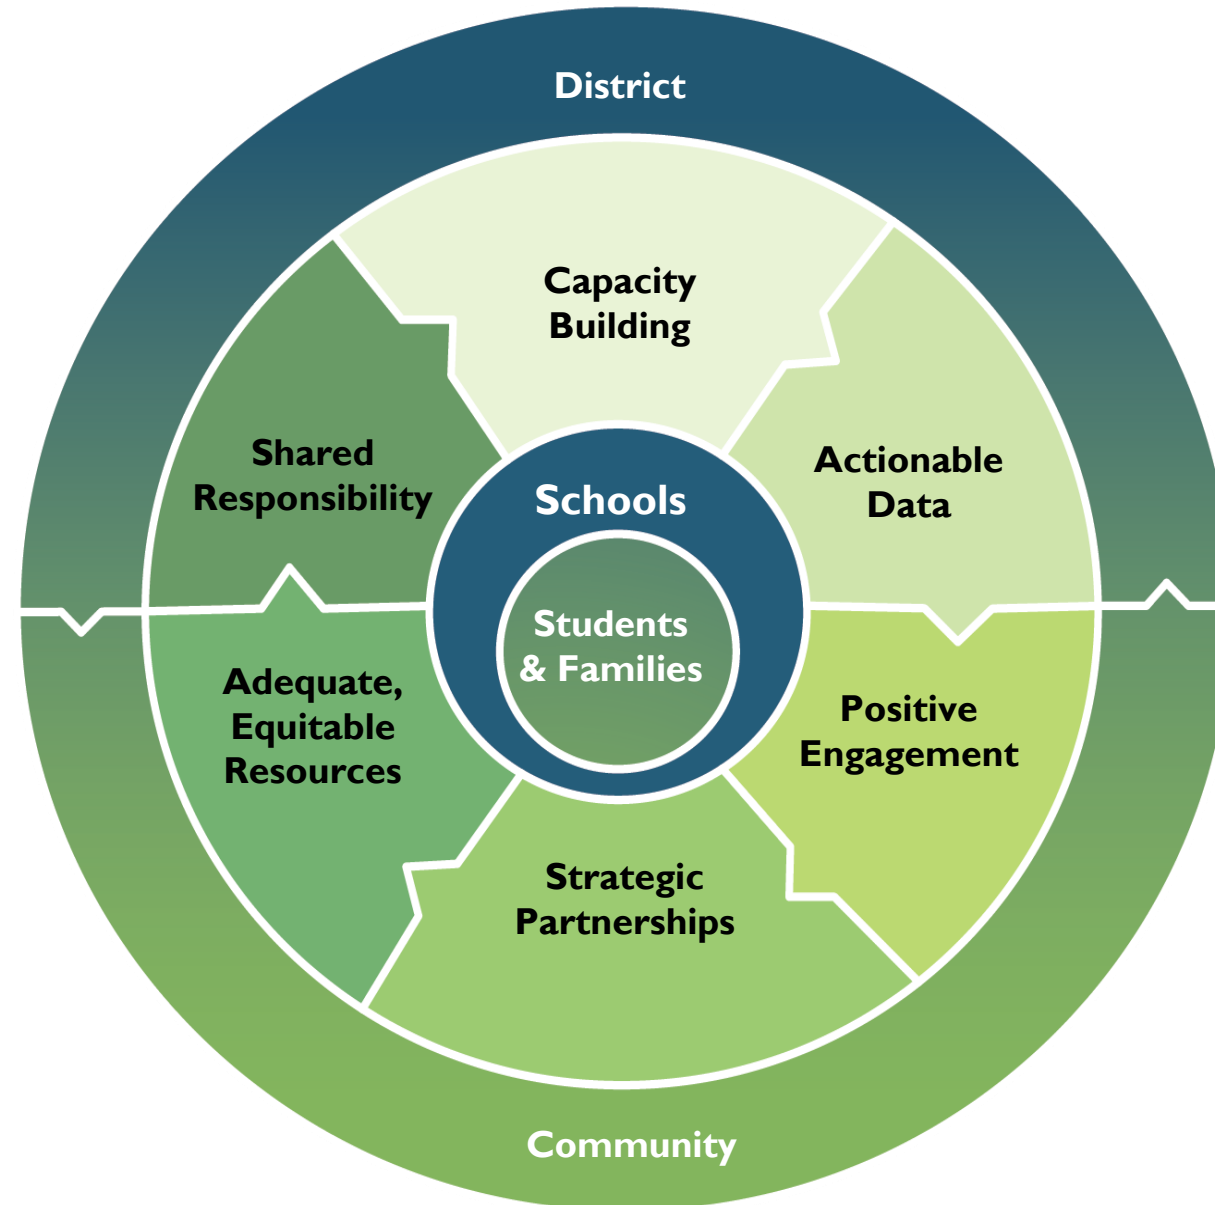 District
Capacity
Building
Shared
Responsibility
Actionable
Data
Schools
Students
& Families
Adequate,
Equitable
Resources
Positive
Engagement
Strategic
Partnerships
Community